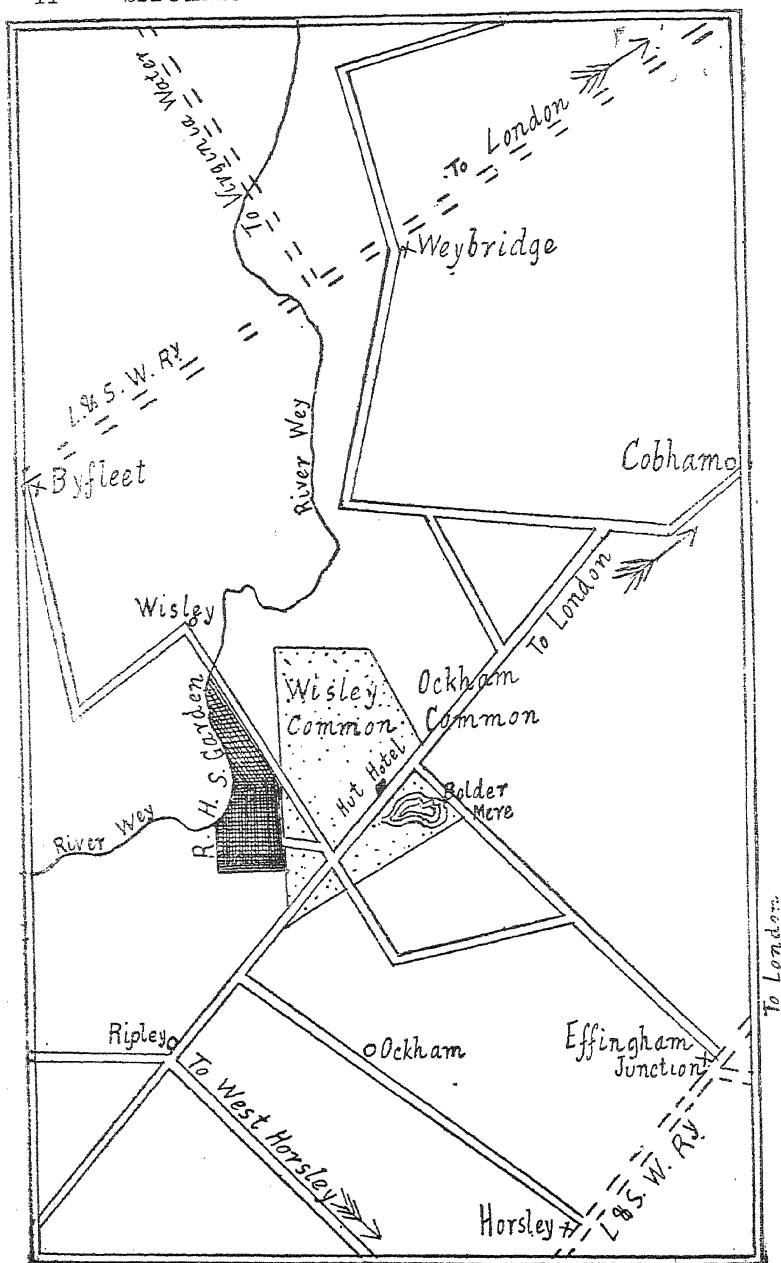 To Virginia Water
To London
Weybridge
L.&S.W.Ry
River Wey
Cobham
Byfleet
To London
Wisley
Wisley
Common
Ockham
Common
R. H. S. Garden
Hut Hotel
Bolder
Mere
River Wey
To London
Ripley
Ockham
Effingham
Junction
To West Horsley
L&S.W.Ry
Horsley